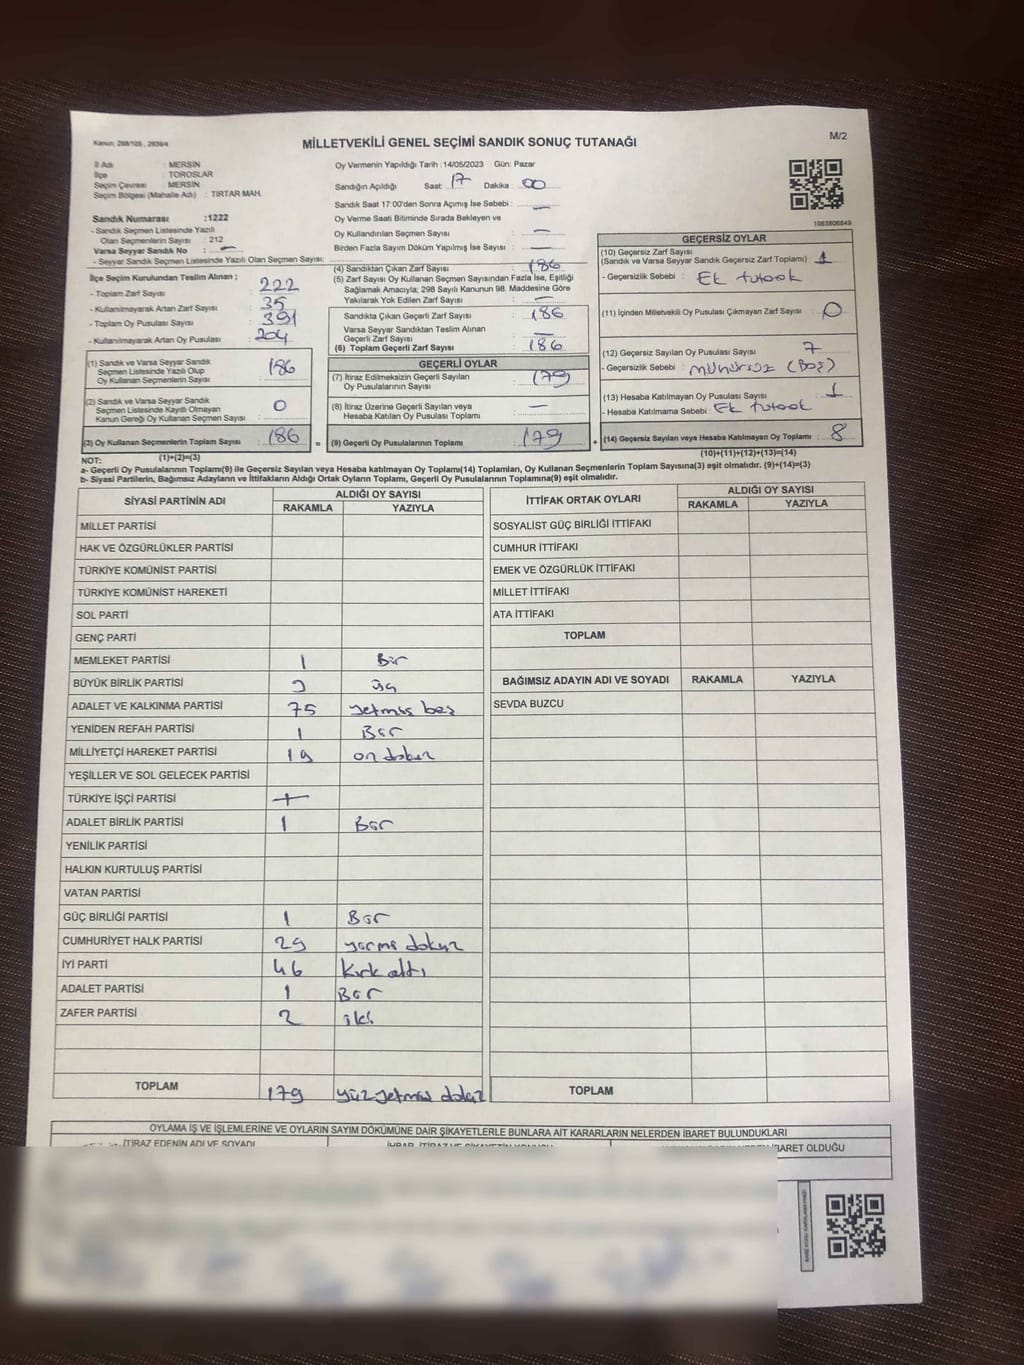 Kanun: 298/105 , 2839/4
MİLLETVEKİLİ GENEL SEÇİMİ SANDIK SONUÇ TUTANAĞI
M/2
İl Adı : MERSİN
İlçe : TOROSLAR
Seçim Çevresi : MERSİN
Seçim Bölgesi (Mahalle Adı) : TIRTAR MAH.
Sandık Numarası :1222
- Sandık Seçmen Listesinde Yazılı
Olan Seçmenlerin Sayısı : 212
Varsa Seyyar Sandık No : —
- Seyyar Sandık Seçmen Listesinde Yazılı Olan Seçmen Sayısı:
İlçe Seçim Kurulundan Teslim Alınan ;
- Toplam Zarf Sayısı : 222
- Kullanılmayarak Artan Zarf Sayısı : 35
- Toplam Oy Pusulası Sayısı : 391
- Kullanılmayarak Artan Oy Pusulası : 204
(1) Sandık ve Varsa Seyyar Sandık
Seçmen Listesinde Yazılı Olup
Oy Kullanan Seçmenlerin Sayısı : 186
(2) Sandık ve Varsa Seyyar Sandık
Seçmen Listesinde Kayıtlı Olmayan
Kanun Gereği Oy Kullanan Seçmen Sayısı : 0
(3) Oy Kullanan Seçmenlerin Toplam Sayısı : 186
(1)+(2)=(3)
Oy Vermenin Yapıldığı Tarih : 14/05/2023 Gün: Pazar
Sandığın Açıldığı Saat: 17 Dakika : 00
Sandık Saat 17:00'den Sonra Açımış İse Sebebi : —
Oy Verme Saati Bitiminde Sırada Bekleyen ve
Oy Kullandırılan Seçmen Sayısı : —
Birden Fazla Sayım Döküm Yapılmış İse Sayısı : —
(4) Sandıktan Çıkan Zarf Sayısı : 186
(5) Zarf Sayısı Oy Kullanan Seçmen Sayısından Fazla İse, Eşitliği
Sağlamak Amacıyla; 298 Sayılı Kanunun 98. Maddesine Göre
Yakılarak Yok Edilen Zarf Sayısı : —
Sandıkta Çıkan Geçerli Zarf Sayısı : 186
Varsa Seyyar Sandıktan Teslim Alınan
Geçerli Zarf Sayısı : —
(6) Toplam Geçerli Zarf Sayısı : 186
GEÇERLİ OYLAR
(7) İtiraz Edilmeksizin Geçerli Sayılan
Oy Pusulalarının Sayısı : 179
(8) İtiraz Üzerine Geçerli Sayılan veya
Hesaba Katılan Oy Pusulası Toplamı : —
= (9) Geçerli Oy Pusulalarının Toplamı : 179
1083806849
GEÇERSİZ OYLAR
(10) Geçersiz Zarf Sayısı
(Sandık ve Varsa Seyyar Sandık Geçersiz Zarf Toplamı) : 1
- Geçersizlik Sebebi : Ek tutook
(11) İçinden Milletvekili Oy Pusulası Çıkmayan Zarf Sayısı : 0
(12) Geçersiz Sayılan Oy Pusulası Sayısı : 7
- Geçersizlik Sebebi : mühürsüz (Boş)
(13) Hesaba Katılmayan Oy Pusulası Sayısı : 1
- Hesaba Katılmama Sebebi : Ek tutook
+ (14) Geçersiz Sayılan veya Hesaba Katılmayan Oy Toplamı : 8
(10)+(11)+(12)+(13)=(14)
NOT:
a- Geçerli Oy Pusulalarının Toplamı(9) ile Geçersiz Sayılan veya Hesaba katılmayan Oy Toplamı(14) Toplamları, Oy Kullanan Seçmenlerin Toplam Sayısına(3) eşit olmalıdır. (9)+(14)=(3)
b- Siyasi Partilerin, Bağımsız Adayların ve İttifakların Aldığı Ortak Oyların Toplamı, Geçerli Oy Pusulalarının Toplamına(9) eşit olmalıdır.
SİYASİ PARTİNİN ADI ALDIĞI OY SAYISI
RAKAMLA YAZIYLA
MİLLET PARTİSİ
HAK VE ÖZGÜRLÜKLER PARTİSİ
TÜRKİYE KOMÜNİST PARTİSİ
TÜRKİYE KOMÜNİST HAREKETİ
SOL PARTİ
GENÇ PARTİ
MEMLEKET PARTİSİ 1 Bir
BÜYÜK BİRLİK PARTİSİ 3 üç
ADALET VE KALKINMA PARTİSİ 75 yetmiş beş
YENİDEN REFAH PARTİSİ 1 Bir
MİLLİYETÇİ HAREKET PARTİSİ 19 on dokuz
YEŞİLLER VE SOL GELECEK PARTİSİ
TÜRKİYE İŞÇİ PARTİSİ
ADALET BİRLİK PARTİSİ 1 Bir
YENİLİK PARTİSİ
HALKIN KURTULUŞ PARTİSİ
VATAN PARTİSİ
GÜÇ BİRLİĞİ PARTİSİ 1 Bir
CUMHURİYET HALK PARTİSİ 29 yirmi dokuz
İYİ PARTİ 46 kırk altı
ADALET PARTİSİ 1 Bir
ZAFER PARTİSİ 2 iki
TOPLAM 179 yüz yetmiş dokuz
İTTİFAK ORTAK OYLARI ALDIĞI OY SAYISI
RAKAMLA YAZIYLA
SOSYALİST GÜÇ BİRLİĞİ İTTİFAKI
CUMHUR İTTİFAKI
EMEK VE ÖZGÜRLÜK İTTİFAKI
MİLLET İTTİFAKI
ATA İTTİFAKI
TOPLAM
BAĞIMSIZ ADAYIN ADI VE SOYADI RAKAMLA YAZIYLA
SEVDA BUZCU
TOPLAM
OYLAMA İŞ VE İŞLEMLERİNE VE OYLARIN SAYIM DÖKÜMÜNE DAİR ŞİKAYETLERLE BUNLARA AİT KARARLARIN NELERDEN İBARET BULUNDUKLARI
İTİRAZ EDENİN ADI VE SOYADI
İBARET OLDUĞU